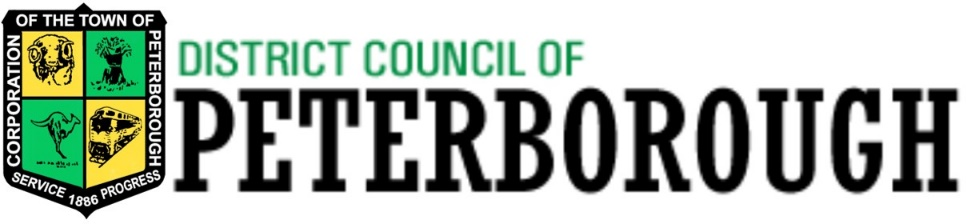 CORPORATION
OF THE TOWN OF
PETERBOROUGH
SERVICE 1886 PROGRESS
DISTRICT COUNCIL OF
PETERBOROUGH